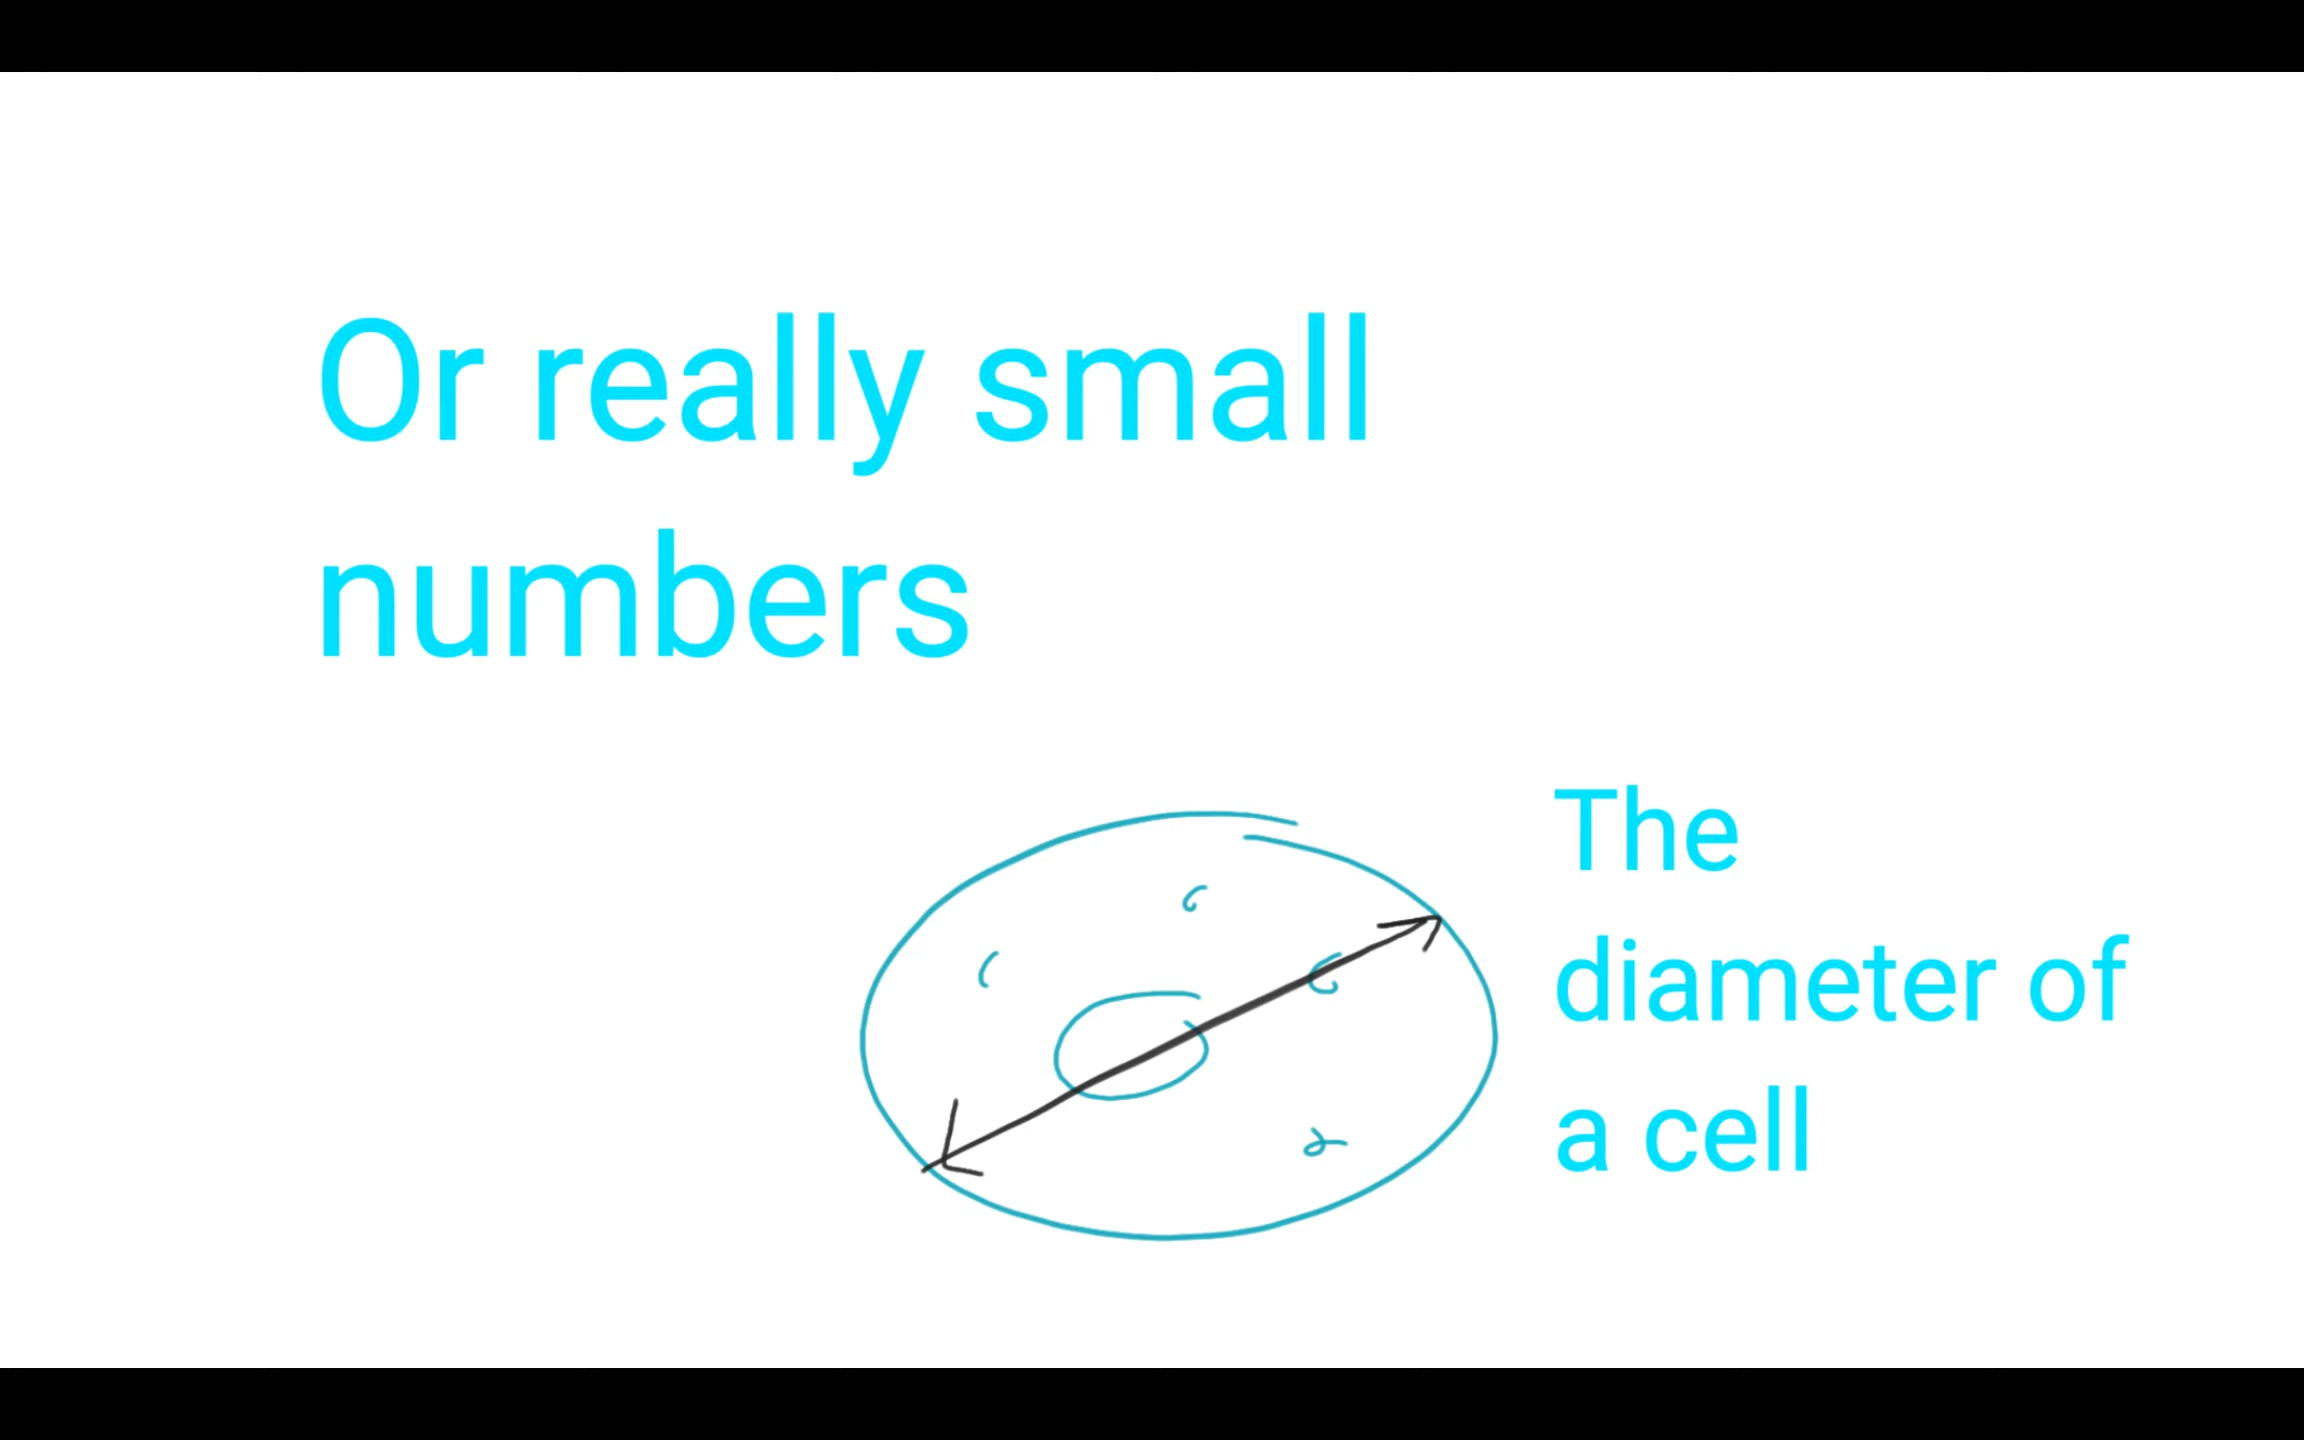 Or really small
numbers
The
diameter of
a cell